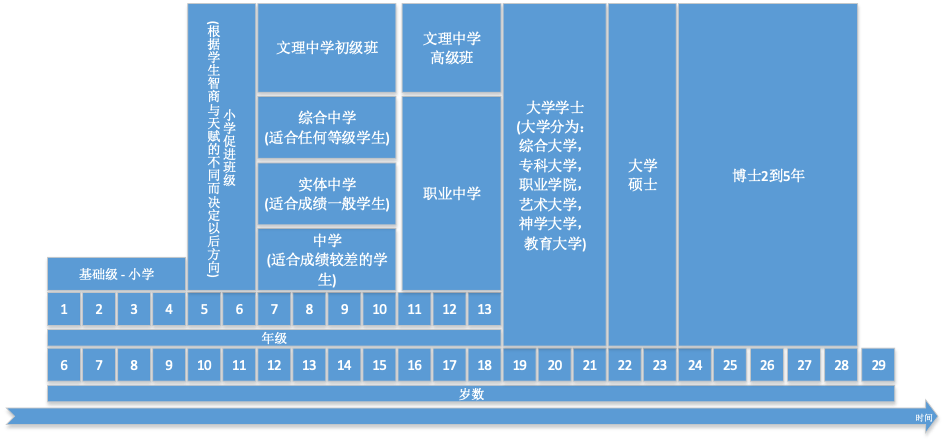 (根据学生智商与天赋的不同而决定以后方向)
小学促进班级
文理中学初级班
文理中学
高级班
综合中学
(适合任何等级学生)
实体中学
(适合成绩一般学生)
中学
(适合成绩较差的学
生)
职业中学
大学学士
(大学分为:
综合大学,
专科大学,
职业学院,
艺术大学,
神学大学,
教育大学)
大学
硕士
博士2到5年
基础级 - 小学
1 2 3 4 5 6 7 8 9 10 11 12 13
年级
6 7 8 9 10 11 12 13 14 15 16 17 18 19 20 21 22 23 24 25 26 27 28 29
岁数
时间